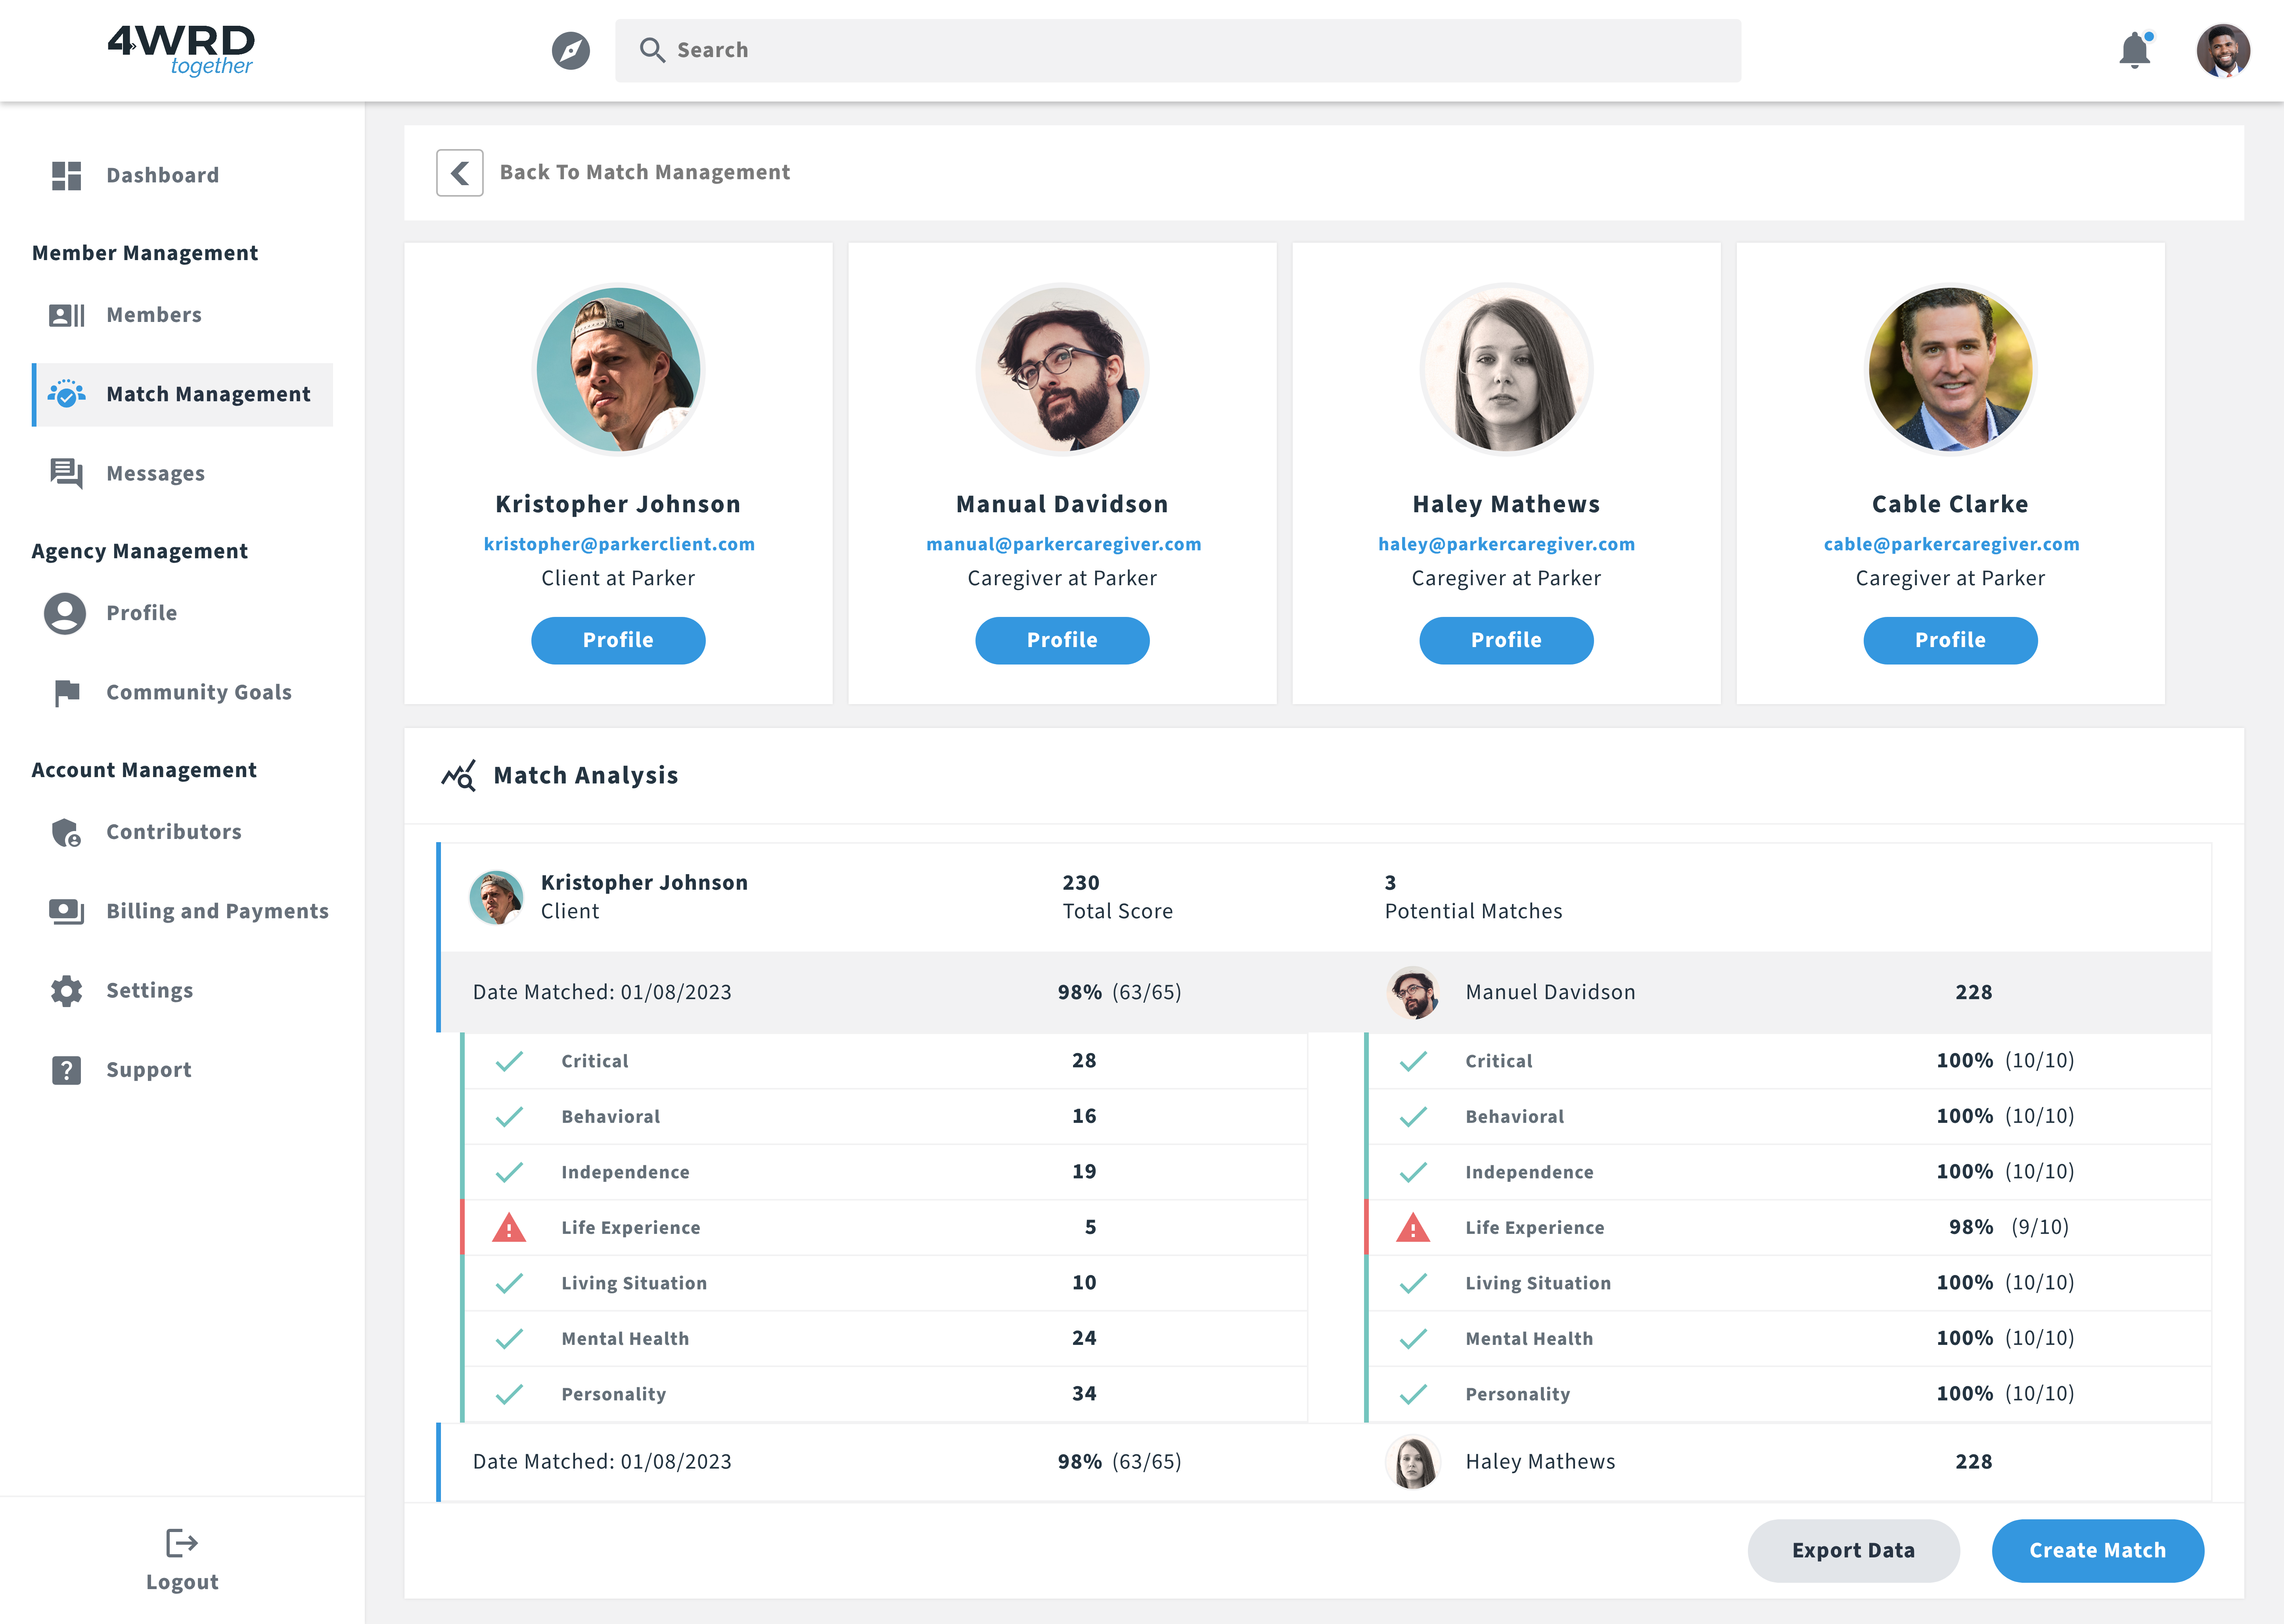 4WRD
together
Search
Dashboard
Member Management
Members
Match Management
Messages
Agency Management
Profile
Community Goals
Account Management
Contributors
Billing and Payments
Settings
Support
Logout
Back To Match Management
Kristopher Johnson
kristopher@parkerclient.com
Client at Parker
Profile
Manual Davidson
manual@parkercaregiver.com
Caregiver at Parker
Profile
Haley Mathews
haley@parkercaregiver.com
Caregiver at Parker
Profile
Cable Clarke
cable@parkercaregiver.com
Caregiver at Parker
Profile
Match Analysis
Kristopher Johnson 230 3
Client Total Score Potential Matches
Date Matched: 01/08/2023 98% (63/65) Manuel Davidson 228
Critical 28 Critical 100% (10/10)
Behavioral 16 Behavioral 100% (10/10)
Independence 19 Independence 100% (10/10)
Life Experience 5 Life Experience 98% (9/10)
Living Situation 10 Living Situation 100% (10/10)
Mental Health 24 Mental Health 100% (10/10)
Personality 34 Personality 100% (10/10)
Date Matched: 01/08/2023 98% (63/65) Haley Mathews 228
Export Data Create Match